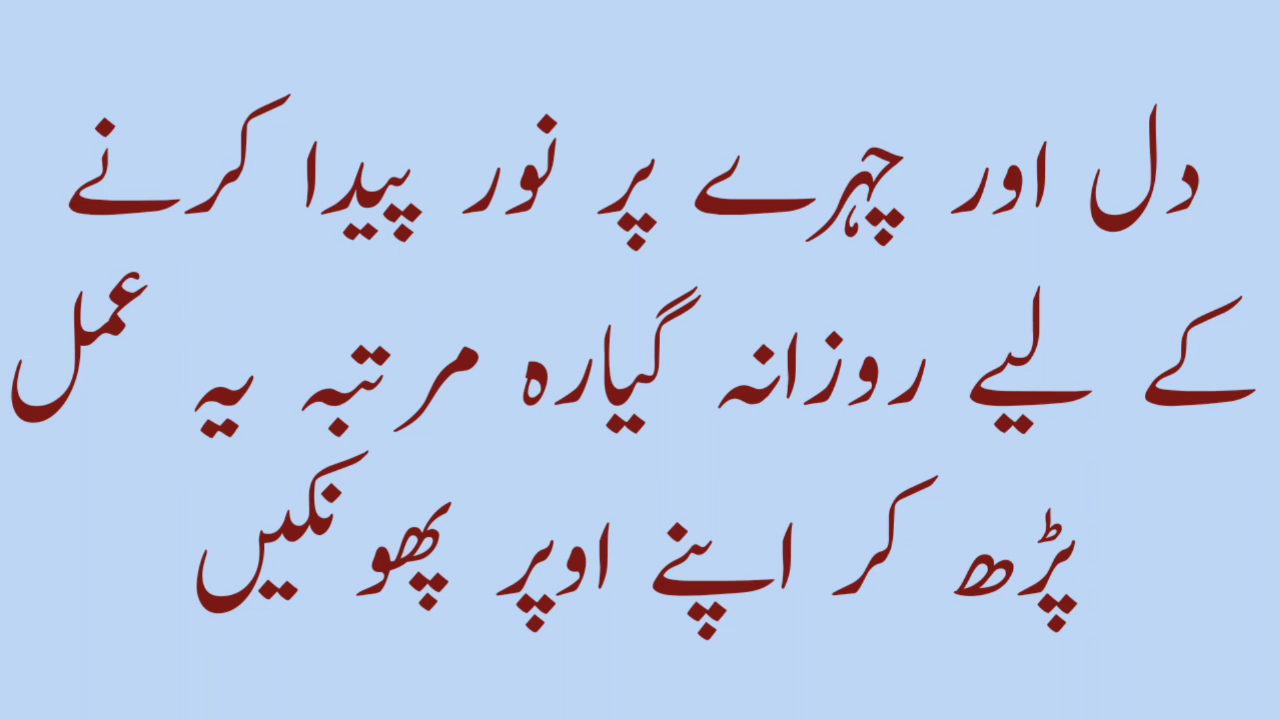 دل اور چہرے پر نور پیدا کرنے
کے لیے روزانہ گیارہ مرتبہ یہ عمل
پڑھ کر اپنے اوپر پھونکیں